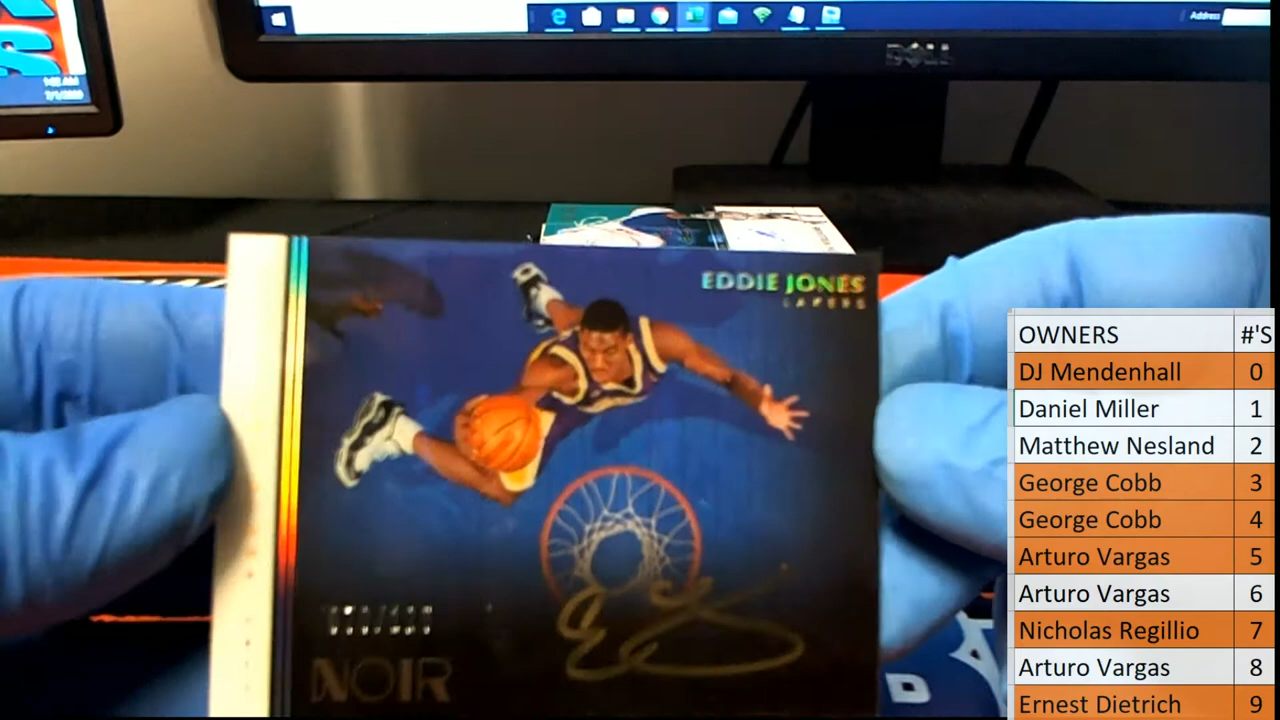 Address
DELL
EDDIE JONES
LAKERS
NOIR
OWNERS #'S
DJ Mendenhall 0
Daniel Miller 1
Matthew Nesland 2
George Cobb 3
George Cobb 4
Arturo Vargas 5
Arturo Vargas 6
Nicholas Regillio 7
Arturo Vargas 8
Ernest Dietrich 9